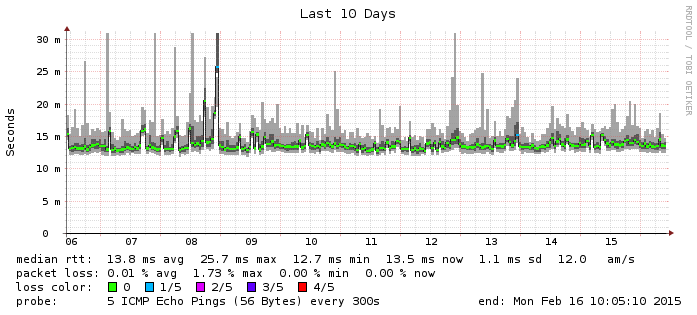 Last 10 Days
RRDTOOL / TOBI OETIKER
Seconds
30 m
25 m
20 m
15 m
10 m
5 m
0
06 07 08 09 10 11 12 13 14 15
median rtt: 13.8 ms avg 25.7 ms max 12.7 ms min 13.5 ms now 1.1 ms sd 12.0 am/s
packet loss: 0.01 % avg 1.73 % max 0.00 % min 0.00 % now
loss color: 0 1/5 2/5 3/5 4/5
probe: 5 ICMP Echo Pings (56 Bytes) every 300s end: Mon Feb 16 10:05:10 2015